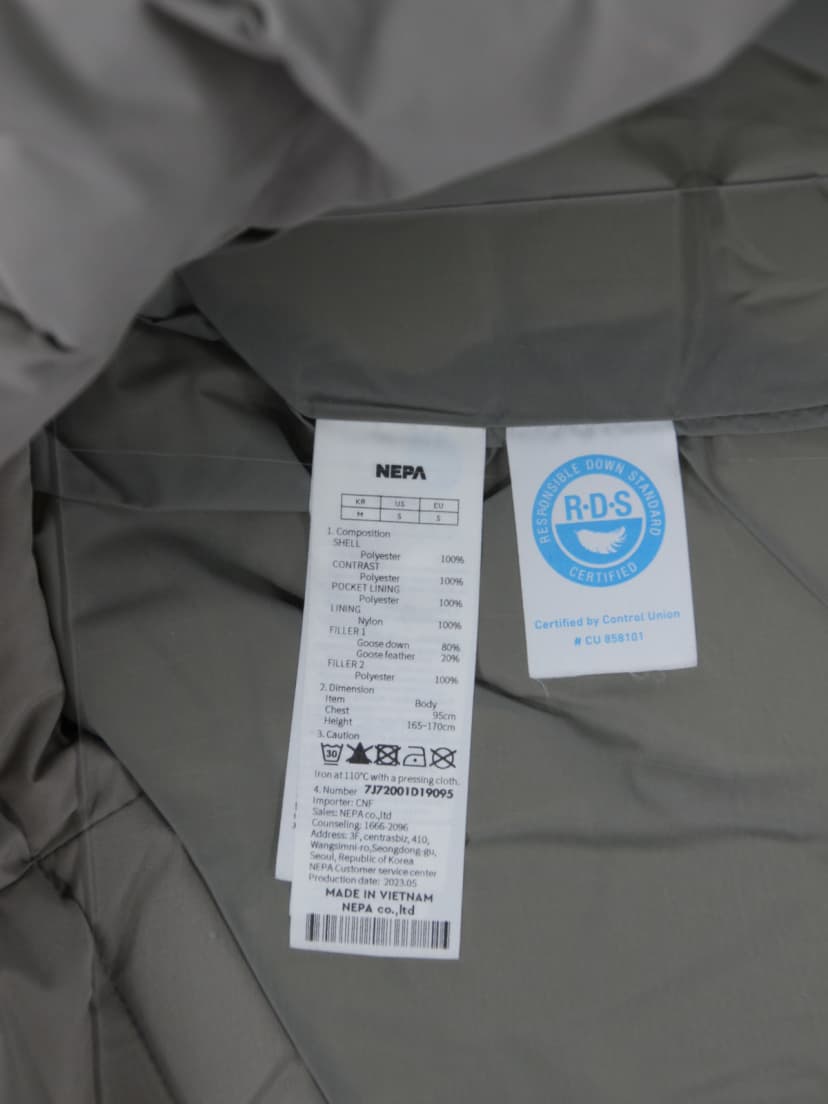 NEPA
KR US EU
M S S
1. Composition
SHELL
Polyester 100%
CONTRAST
Polyester 100%
POCKET LINING
Polyester 100%
LINING
Nylon 100%
FILLER 1
Goose down 80%
Goose feather 20%
FILLER 2
Polyester 100%
2. Dimension
Item Body
Chest 95cm
Height 165-170cm
3. Caution
30
Iron at 110℃ with a pressing cloth.
4. Number 7J72001D19095
Importer: CNF
Sales: NEPA co.,ltd
Counseling: 1666-2096
Address: 3F, centrasbiz, 410,
Wangsimni-ro,Seongdong-gu,
Seoul, Republic of Korea
NEPA Customer service center
Production date: 2023.05
MADE IN VIETNAM
NEPA co.,ltd
RESPONSIBLE DOWN STANDARD
R·D·S
CERTIFIED
Certified by Control Union
# CU 858101